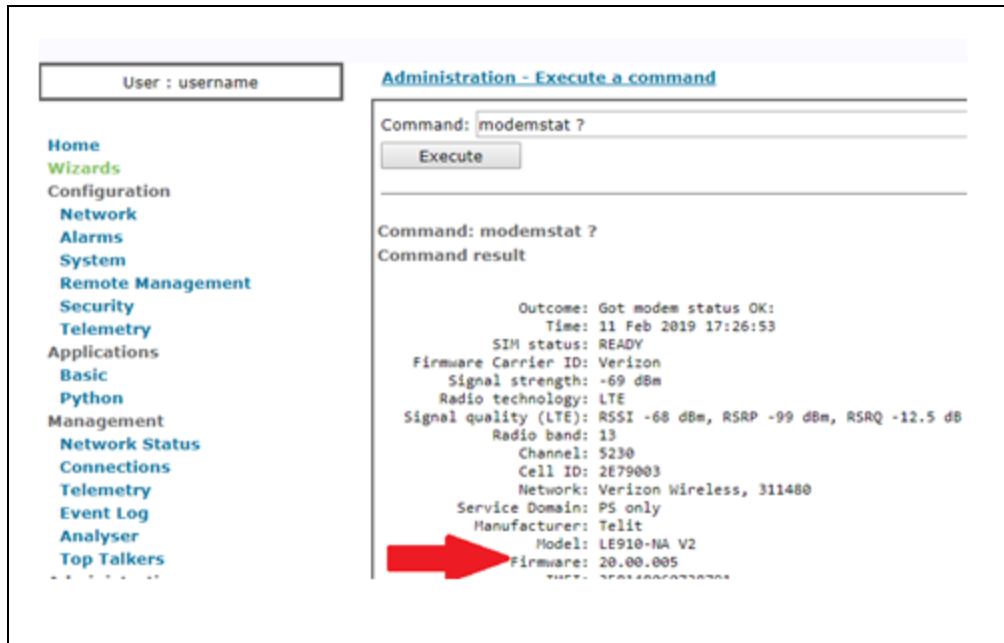 User : username
Home
Wizards
Configuration
Network
Alarms
System
Remote Management
Security
Telemetry
Applications
Basic
Python
Management
Network Status
Connections
Telemetry
Event Log
Analyser
Top Talkers
Administration - Execute a command
Command: modemstat ?
Execute
Command: modemstat ?
Command result
Outcome: Got modem status OK:
Time: 11 Feb 2019 17:26:53
SIM status: READY
Firmware Carrier ID: Verizon
Signal strength: -69 dBm
Radio technology: LTE
Signal quality (LTE): RSSI -68 dBm, RSRP -99 dBm, RSRQ -12.5 dB
Radio band: 13
Channel: 5230
Cell ID: 2E79003
Network: Verizon Wireless, 311480
Service Domain: PS only
Manufacturer: Telit
Model: LE910-NA V2
Firmware: 20.00.005